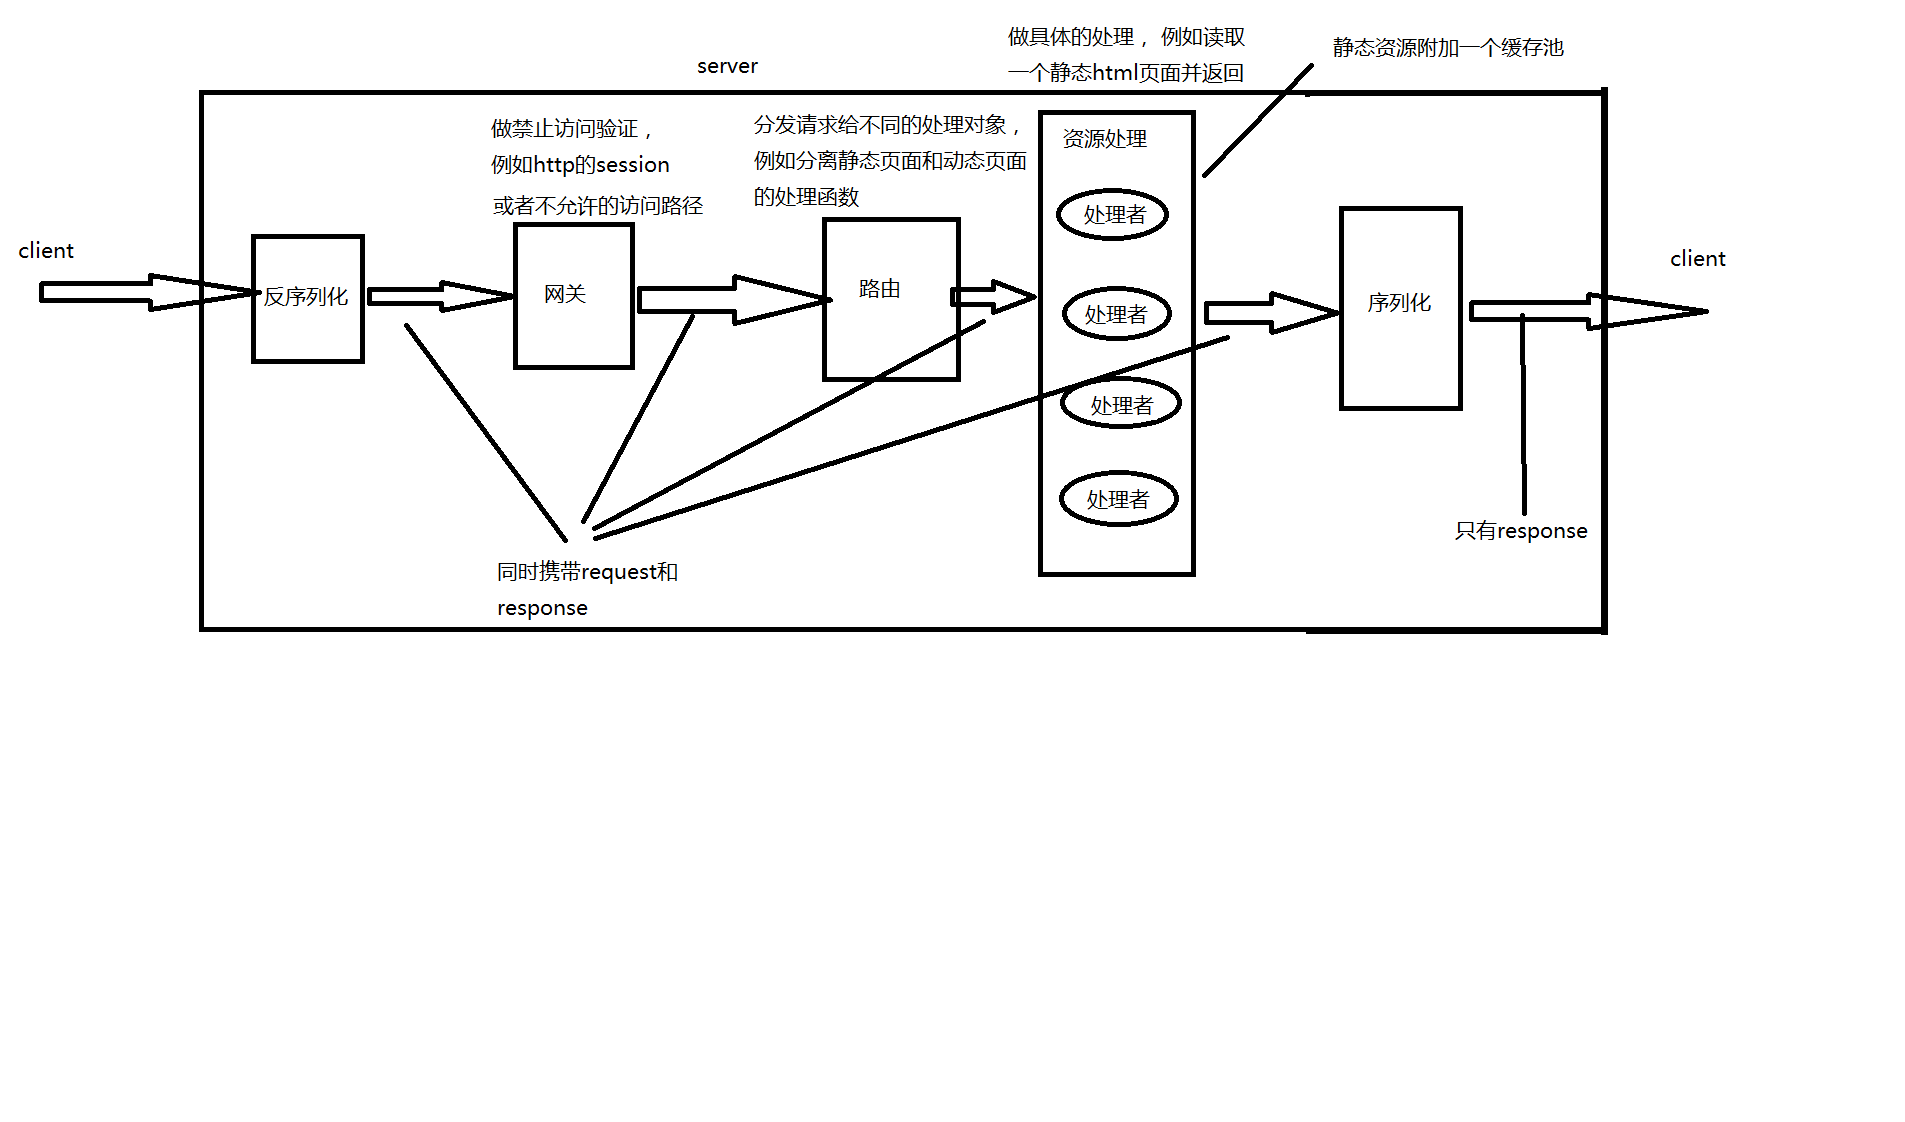 做具体的处理， 例如读取
一个静态html页面并返回
静态资源附加一个缓存池
server
做禁止访问验证，
例如http的session
或者不允许的访问路径
分发请求给不同的处理对象，
例如分离静态页面和动态页面
的处理函数
资源处理
处理者
处理者
处理者
处理者
client
反序列化
网关
路由
序列化
client
同时携带request和
response
只有response